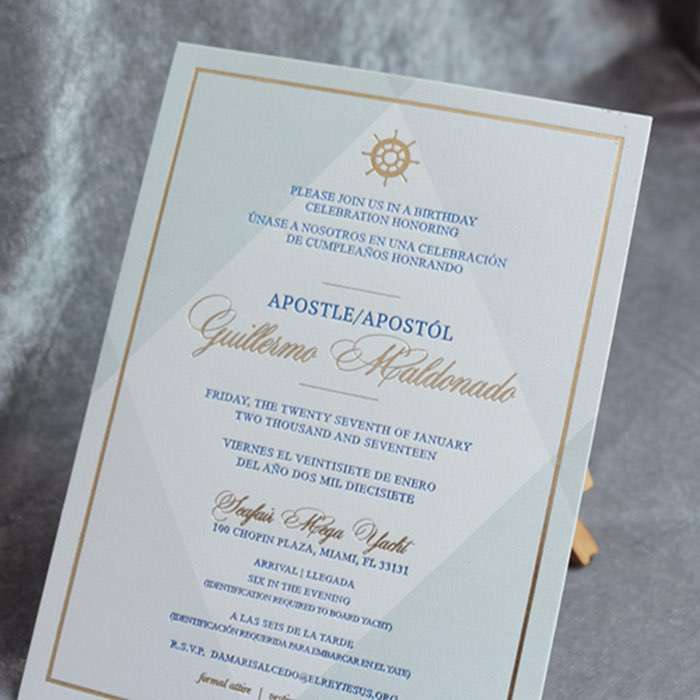 PLEASE JOIN US IN A BIRTHDAY
CELEBRATION HONORING
ÚNASE A NOSOTROS EN UNA CELEBRACIÓN
DE CUMPLEAÑOS HONRANDO
APOSTLE/APOSTÓL
Guillermo Maldonado
FRIDAY, THE TWENTY SEVENTH OF JANUARY
TWO THOUSAND AND SEVENTEEN
VIERNES EL VEINTISIETE DE ENERO
DEL AÑO DOS MIL DIECISIETE
Seafair Mega Yacht
100 CHOPIN PLAZA, MIAMI, FL 33131
ARRIVAL | LLEGADA
SIX IN THE EVENING
(IDENTIFICATION REQUIRED TO BOARD YACHT)
A LAS SEIS DE LA TARDE
(IDENTIFICACIÓN REQUERIDA PARA EMBARCAR EN EL YATE)
R.S.V.P. DAMARISALCEDO@ELREYJESUS.ORG
formal attire |